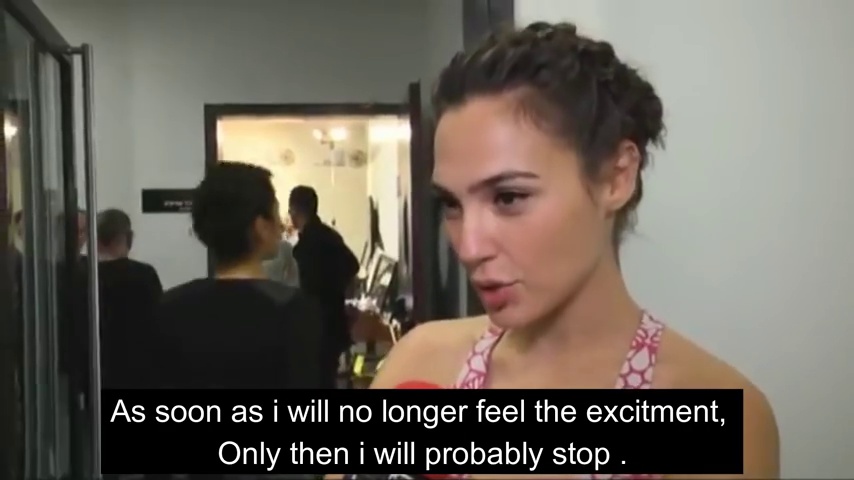 As soon as i will no longer feel the excitment,
Only then i will probably stop .